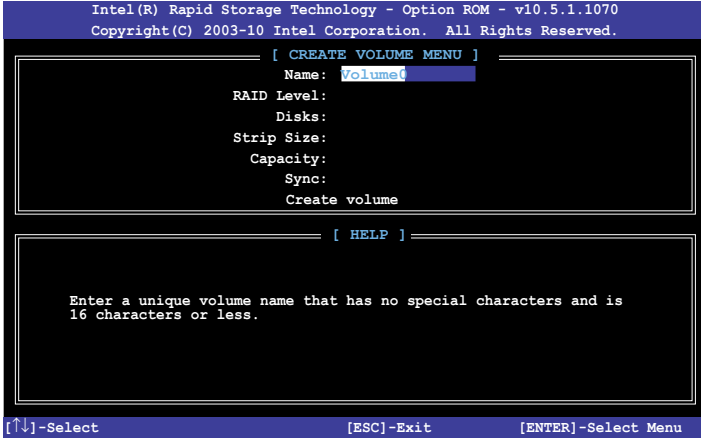 Intel(R) Rapid Storage Technology - Option ROM - v10.5.1.1070
Copyright(C) 2003-10 Intel Corporation.  All Rights Reserved.
[ CREATE VOLUME MENU ]
Name: Volume0
RAID Level:
Disks:
Strip Size:
Capacity:
Sync:
Create volume
[ HELP ]
Enter a unique volume name that has no special characters and is
16 characters or less.
[↑↓]-Select [ESC]-Exit [ENTER]-Select Menu